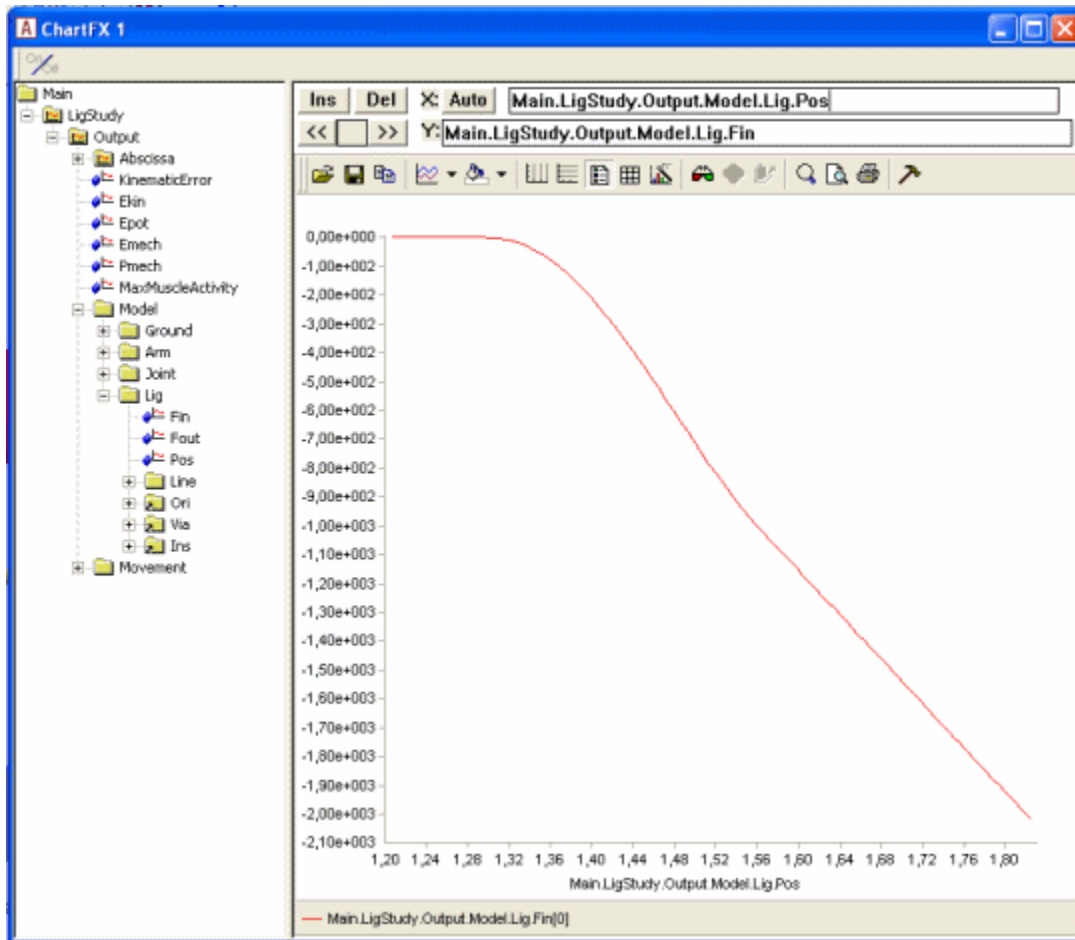 ChartFX 1
On/Off
Main
LigStudy
Output
Abscissa
KinematicError
Ekin
Epot
Emech
Pmech
MaxMuscleActivity
Model
Ground
Arm
Joint
Lig
Fin
Fout
Pos
Line
Ori
Via
Ins
Movement
Ins Del X: Auto Main.LigStudy.Output.Model.Lig.Pos
<< >> Y: Main.LigStudy.Output.Model.Lig.Fin
0,00e+000
-1,00e+002
-2,00e+002
-3,00e+002
-4,00e+002
-5,00e+002
-6,00e+002
-7,00e+002
-8,00e+002
-9,00e+002
-1,00e+003
-1,10e+003
-1,20e+003
-1,30e+003
-1,40e+003
-1,50e+003
-1,60e+003
-1,70e+003
-1,80e+003
-1,90e+003
-2,00e+003
-2,10e+003
1,20 1,24 1,28 1,32 1,36 1,40 1,44 1,48 1,52 1,56 1,60 1,64 1,68 1,72 1,76 1,80
Main.LigStudy.Output.Model.Lig.Pos
Main.LigStudy.Output.Model.Lig.Fin[0]